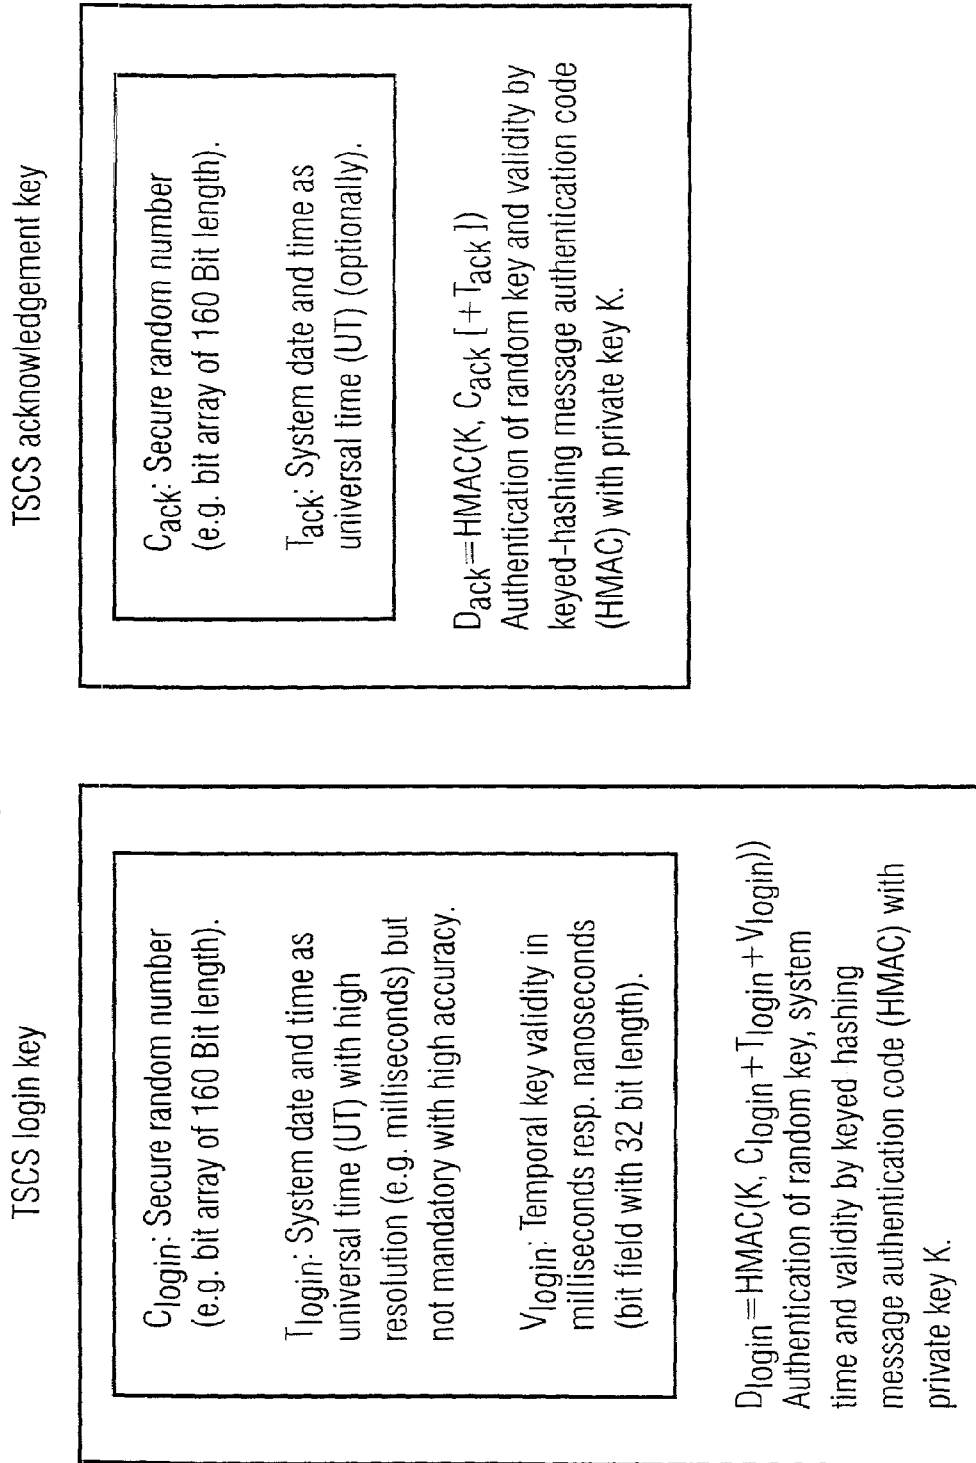 TSCS login key
C_login: Secure random number
(e.g. bit array of 160 Bit length).
T_login: System date and time as
universal time (UT) with high
resolution (e.g. milliseconds) but
not mandatory with high accuracy.
V_login: Temporal key validity in
milliseconds resp. nanoseconds
(bit field with 32 bit length).
D_login=HMAC(K, C_login+T_login+V_login))
Authentication of random key, system
time and validity by keyed hashing
message authentication code (HMAC) with
private key K.
TSCS acknowledgement key
C_ack: Secure random number
(e.g. bit array of 160 Bit length).
T_ack: System date and time as
universal time (UT) (optionally).
D_ack=HMAC(K, C_ack [+T_ack])
Authentication of random key and validity by
keyed-hashing message authentication code
(HMAC) with private key K.